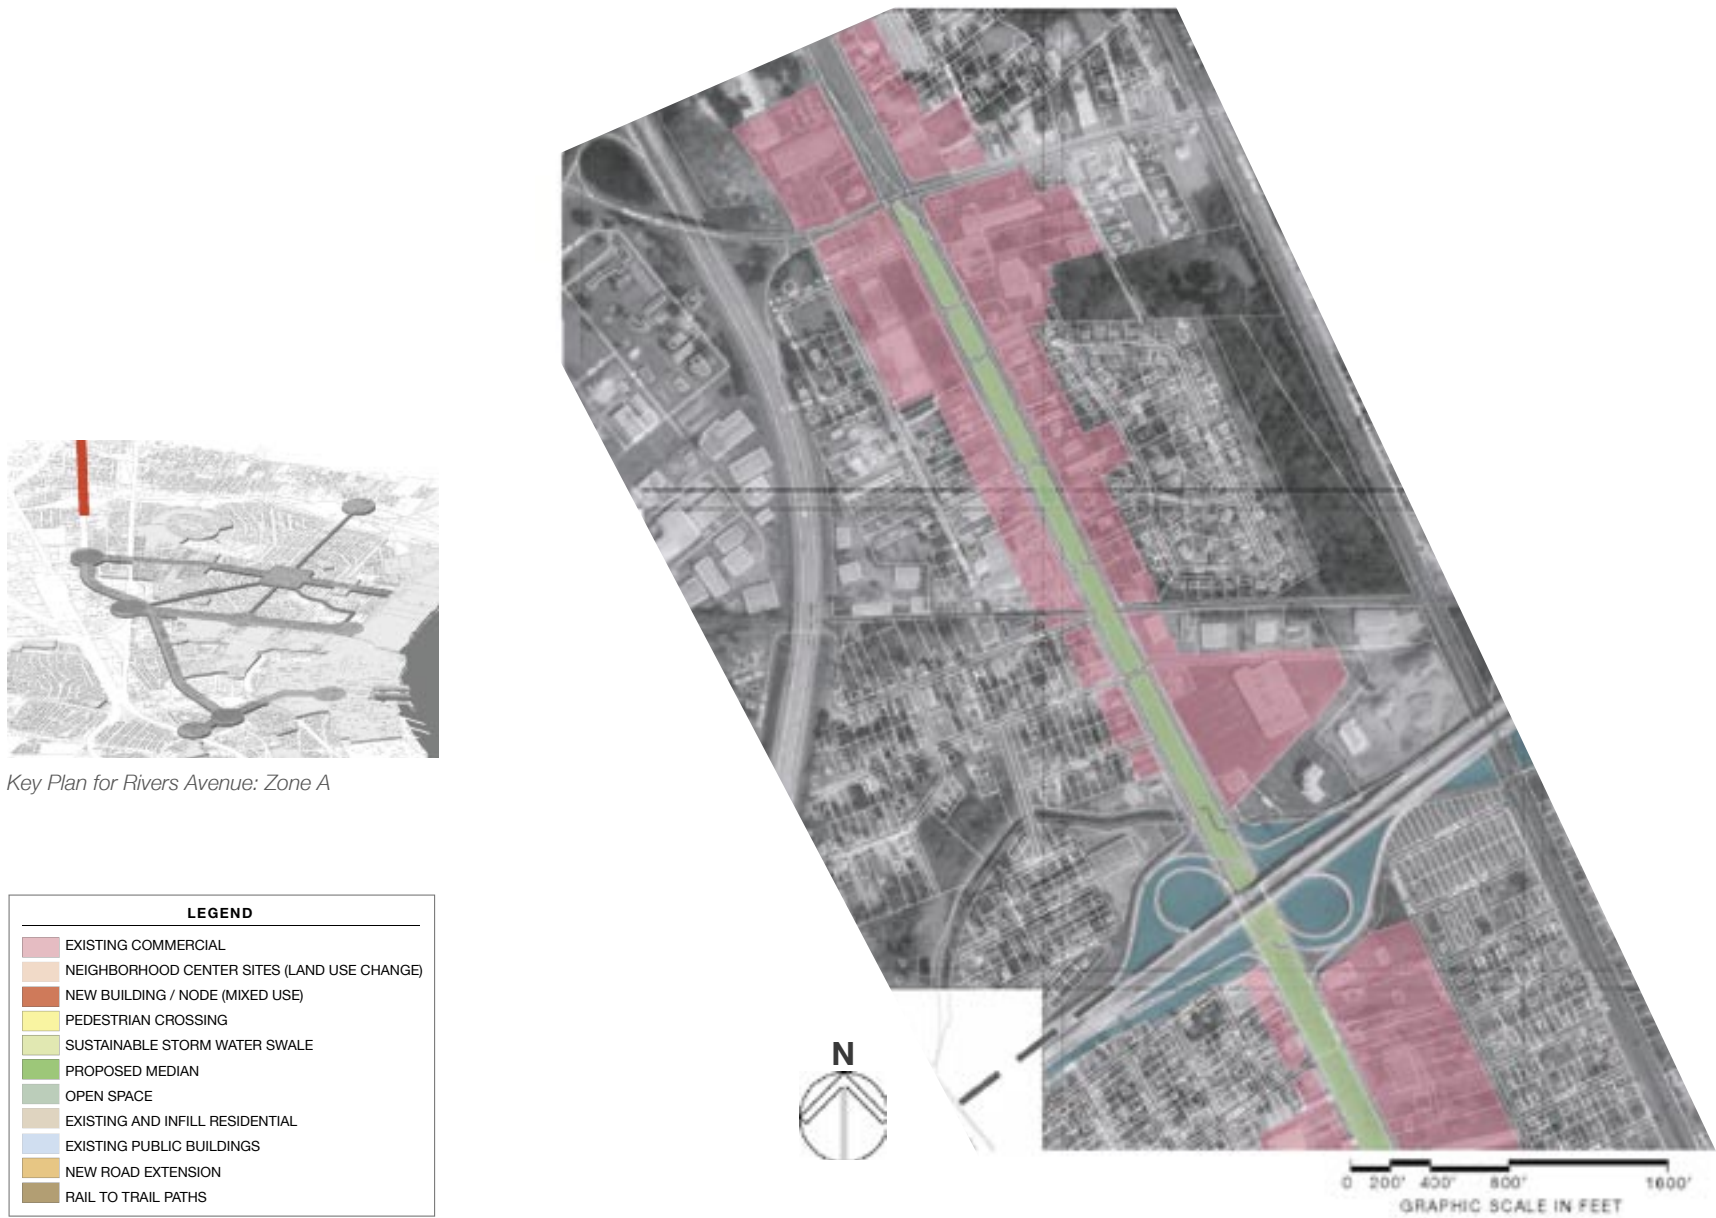 Key Plan for Rivers Avenue: Zone A
LEGEND
EXISTING COMMERCIAL
NEIGHBORHOOD CENTER SITES (LAND USE CHANGE)
NEW BUILDING / NODE (MIXED USE)
PEDESTRIAN CROSSING
SUSTAINABLE STORM WATER SWALE
PROPOSED MEDIAN
OPEN SPACE
EXISTING AND INFILL RESIDENTIAL
EXISTING PUBLIC BUILDINGS
NEW ROAD EXTENSION
RAIL TO TRAIL PATHS
N
0 200' 400' 800' 1600'
GRAPHIC SCALE IN FEET